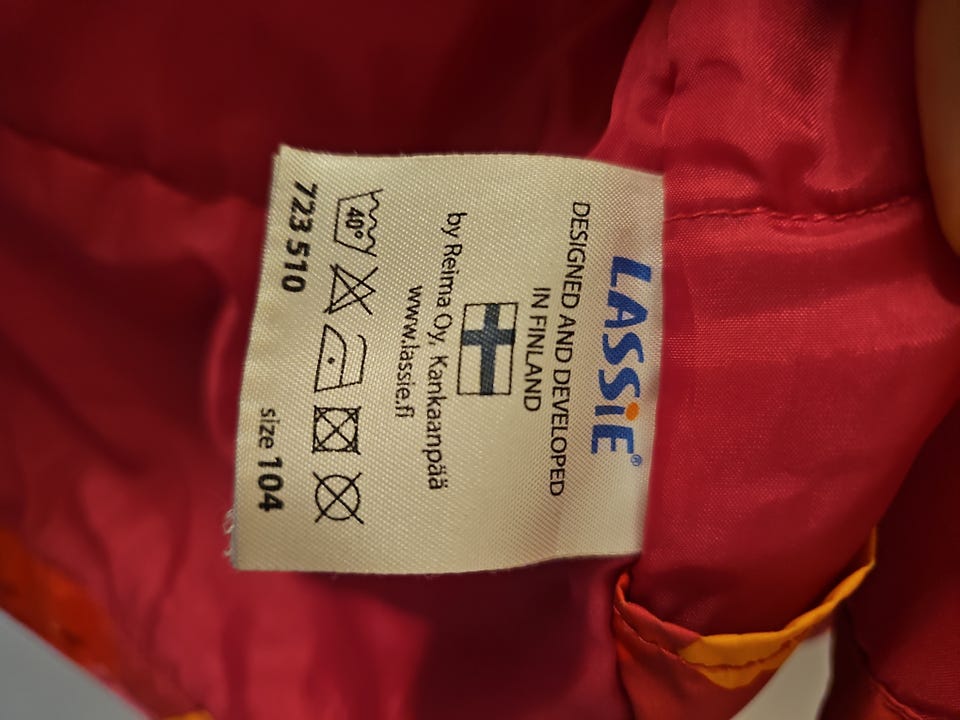 LASSiE®
DESIGNED AND DEVELOPED
IN FINLAND
by Reima Oy, Kankaanpää
www.lassie.fi
40°
723 510 size 104